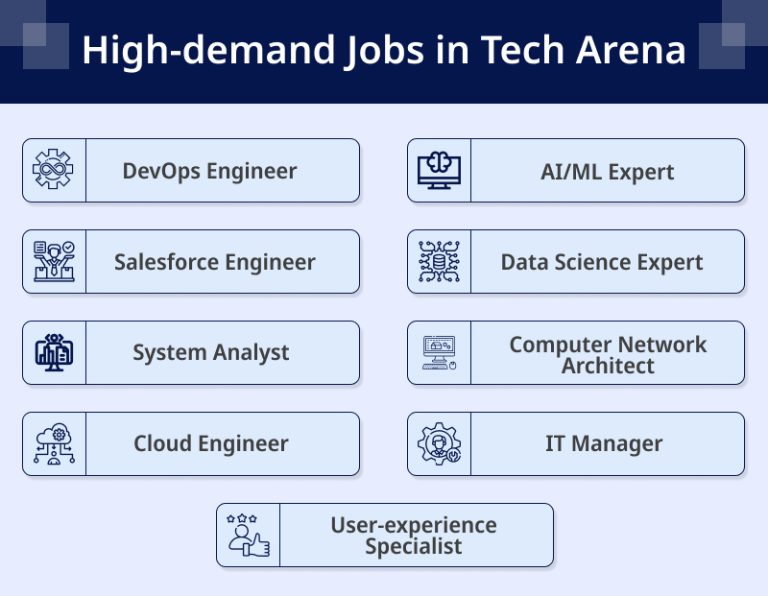 High-demand Jobs in Tech Arena
DevOps Engineer
AI/ML Expert
Salesforce Engineer
Data Science Expert
System Analyst
Computer Network
Architect
Cloud Engineer
IT Manager
User-experience
Specialist